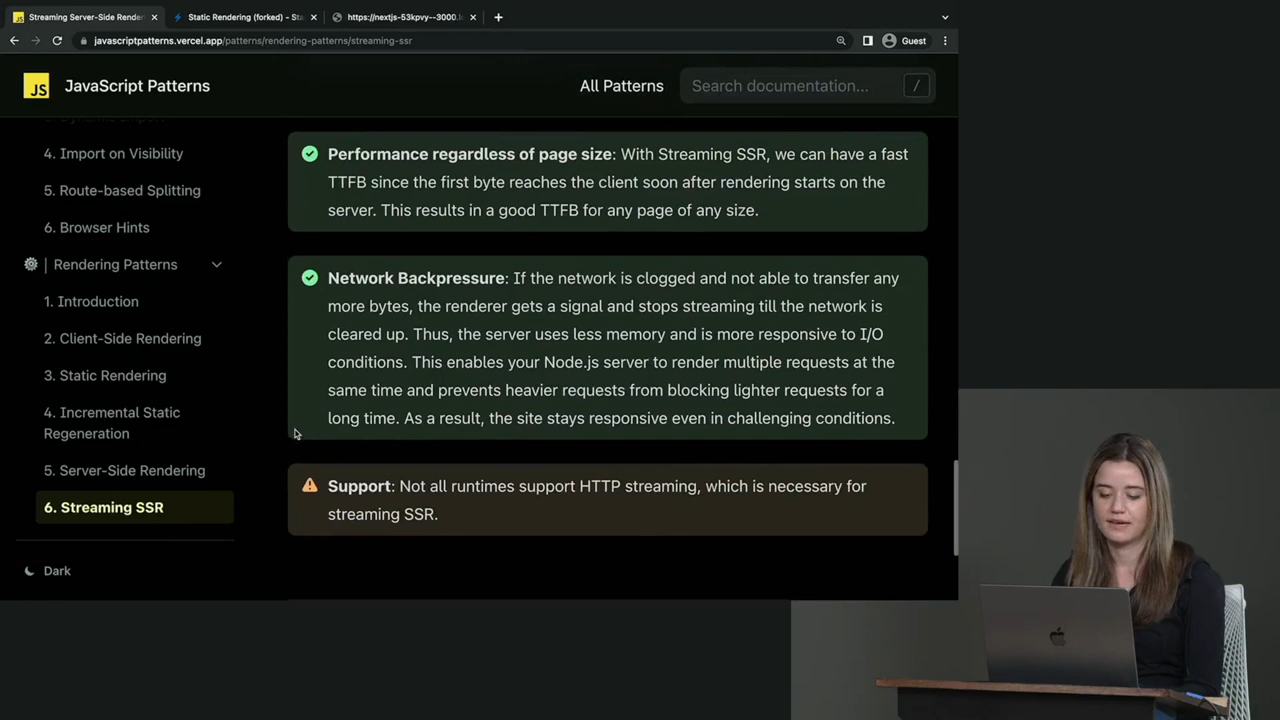 Streaming Server-Side Render
Static Rendering (forked) - Sta
https://nextjs-53kpvy--3000.l
javascriptpatterns.vercel.app/patterns/rendering-patterns/streaming-ssr
Guest
JS
JavaScript Patterns
All Patterns
Search documentation...
/
4. Import on Visibility
5. Route-based Splitting
6. Browser Hints
Rendering Patterns
1. Introduction
2. Client-Side Rendering
3. Static Rendering
4. Incremental Static
Regeneration
5. Server-Side Rendering
6. Streaming SSR
Dark
Performance regardless of page size: With Streaming SSR, we can have a fast
TTFB since the first byte reaches the client soon after rendering starts on the
server. This results in a good TTFB for any page of any size.
Network Backpressure: If the network is clogged and not able to transfer any
more bytes, the renderer gets a signal and stops streaming till the network is
cleared up. Thus, the server uses less memory and is more responsive to I/O
conditions. This enables your Node.js server to render multiple requests at the
same time and prevents heavier requests from blocking lighter requests for a
long time. As a result, the site stays responsive even in challenging conditions.
Support: Not all runtimes support HTTP streaming, which is necessary for
streaming SSR.